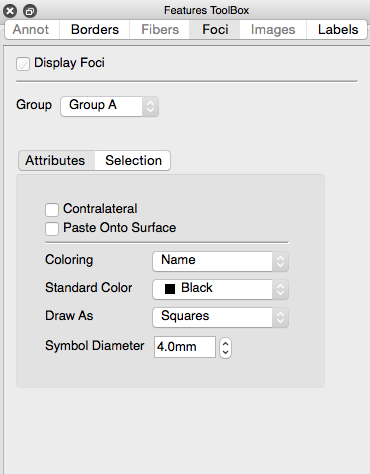 Features ToolBox
Annot Borders Fibers Foci Images Labels
Display Foci
Group Group A
Attributes Selection
Contralateral
Paste Onto Surface
Coloring Name
Standard Color Black
Draw As Squares
Symbol Diameter 4.0mm